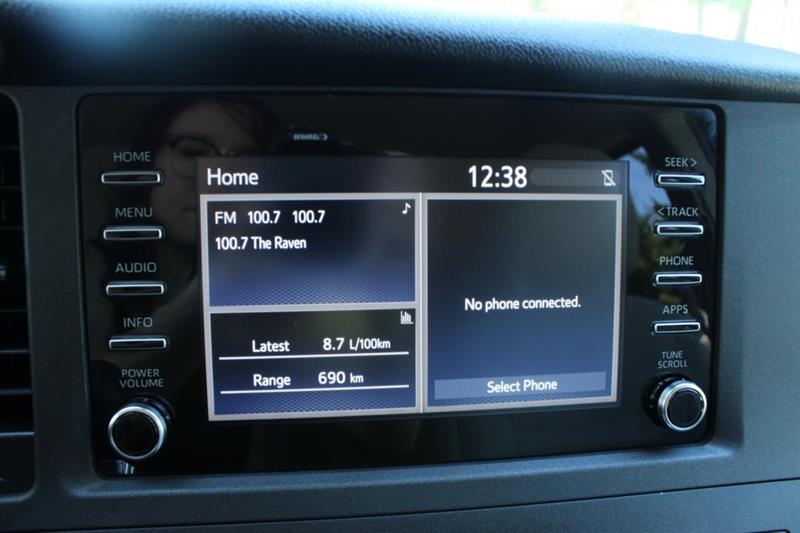 HOME
MENU
AUDIO
INFO
POWER
VOLUME
Home 12:38
FM 100.7 100.7
100.7 The Raven
Latest 8.7 L/100km
Range 690 km
No phone connected.
Select Phone
SEEK >
< TRACK
PHONE
APPS
TUNE
SCROLL
Canon